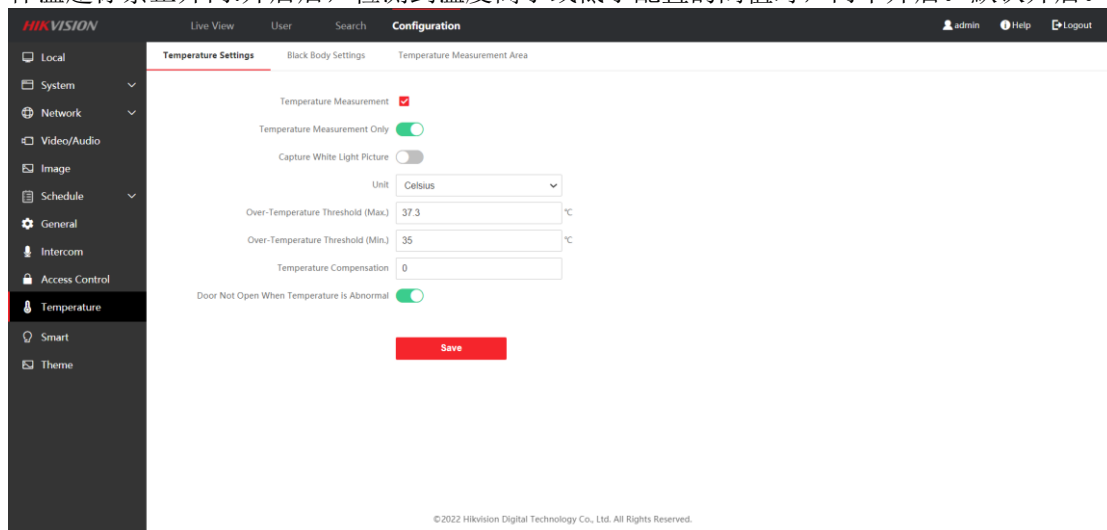 HIKVISION Live View User Search Configuration admin Help Logout
Local
System
Network
Video/Audio
Image
Schedule
General
Intercom
Access Control
Temperature
Smart
Theme
Temperature Settings Black Body Settings Temperature Measurement Area
Temperature Measurement
Temperature Measurement Only
Capture White Light Picture
Unit Celsius
Over-Temperature Threshold (Max.) 37.3 ℃
Over-Temperature Threshold (Min.) 35 ℃
Temperature Compensation 0
Door Not Open When Temperature is Abnormal
Save
©2022 Hikvision Digital Technology Co., Ltd. All Rights Reserved.